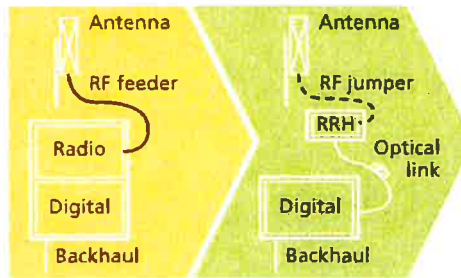 Antenna
RF feeder
Radio
Digital
Backhaul
Antenna
RF jumper
RRH
Optical
link
Digital
Backhaul